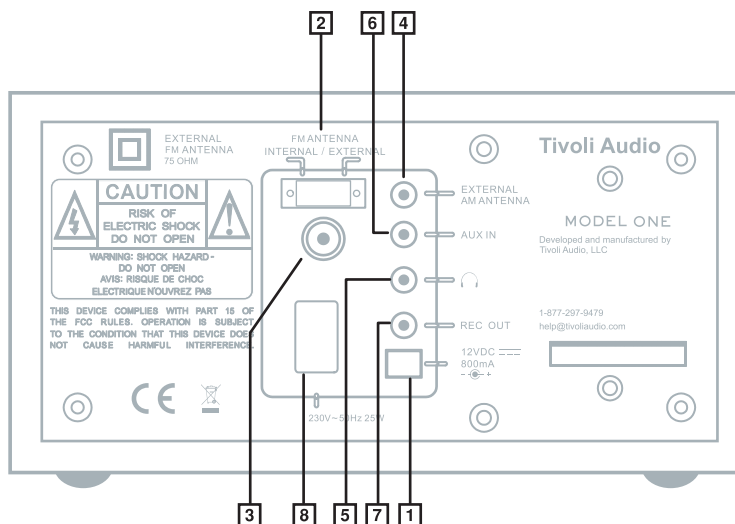 2
6
4
EXTERNAL
FM ANTENNA
75 OHM
FM ANTENNA
INTERNAL / EXTERNAL
Tivoli Audio
CAUTION
RISK OF
ELECTRIC SHOCK
DO NOT OPEN
WARNING: SHOCK HAZARD -
DO NOT OPEN
AVIS: RISQUE DE CHOC
ELECTRIQUE N'OUVREZ PAS
THIS DEVICE COMPLIES WITH PART 15 OF
THE FCC RULES. OPERATION IS SUBJECT
TO THE CONDITION THAT THIS DEVICE DOES
NOT CAUSE HARMFUL INTERFERENCE.
CE
EXTERNAL
AM ANTENNA
AUX IN
REC OUT
12VDC
800mA
- +
230V~50Hz 25W
MODEL ONE
Developed and manufactured by
Tivoli Audio, LLC
1-877-297-9479
help@tivoliaudio.com
3
8
5
7
1